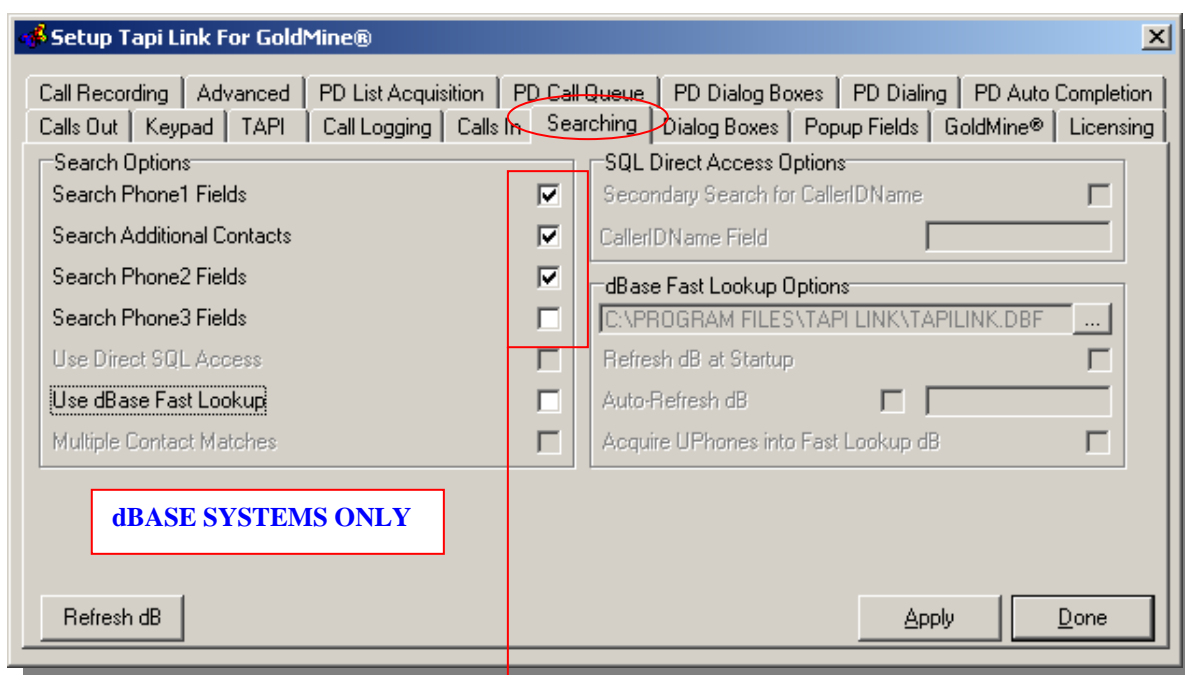 Setup Tapi Link For GoldMine®
Call Recording Advanced PD List Acquisition PD Call Queue PD Dialog Boxes PD Dialing PD Auto Completion
Calls Out Keypad TAPI Call Logging Calls In Searching Dialog Boxes Popup Fields GoldMine® Licensing
Search Options
Search Phone1 Fields
Search Additional Contacts
Search Phone2 Fields
Search Phone3 Fields
Use Direct SQL Access
Use dBase Fast Lookup
Multiple Contact Matches
SQL Direct Access Options
Secondary Search for CallerIDName
CallerIDName Field
dBase Fast Lookup Options
C:\PROGRAM FILES\TAPI LINK\TAPILINK.DBF ...
Refresh dB at Startup
Auto-Refresh dB
Acquire UPhones into Fast Lookup dB
dBASE SYSTEMS ONLY
Refresh dB
Apply
Done